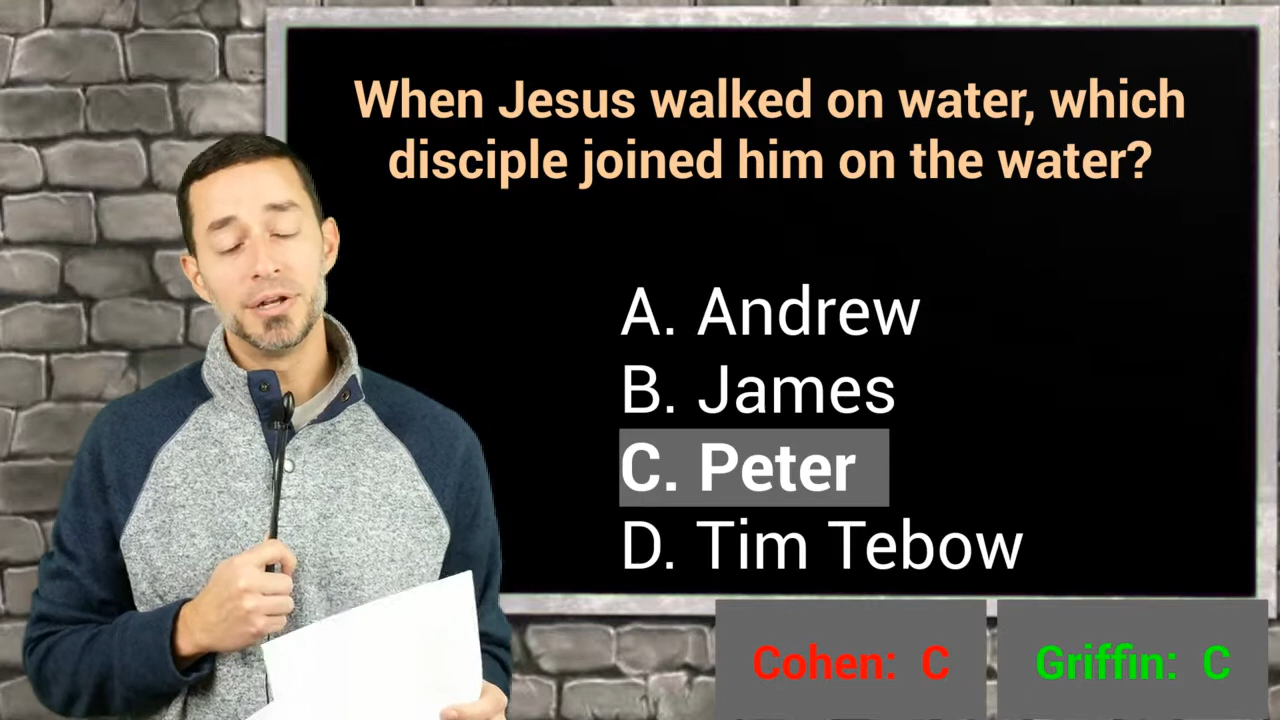 When Jesus walked on water, which
disciple joined him on the water?
A. Andrew
B. James
C. Peter
D. Tim Tebow
Cohen: C
Griffin: C